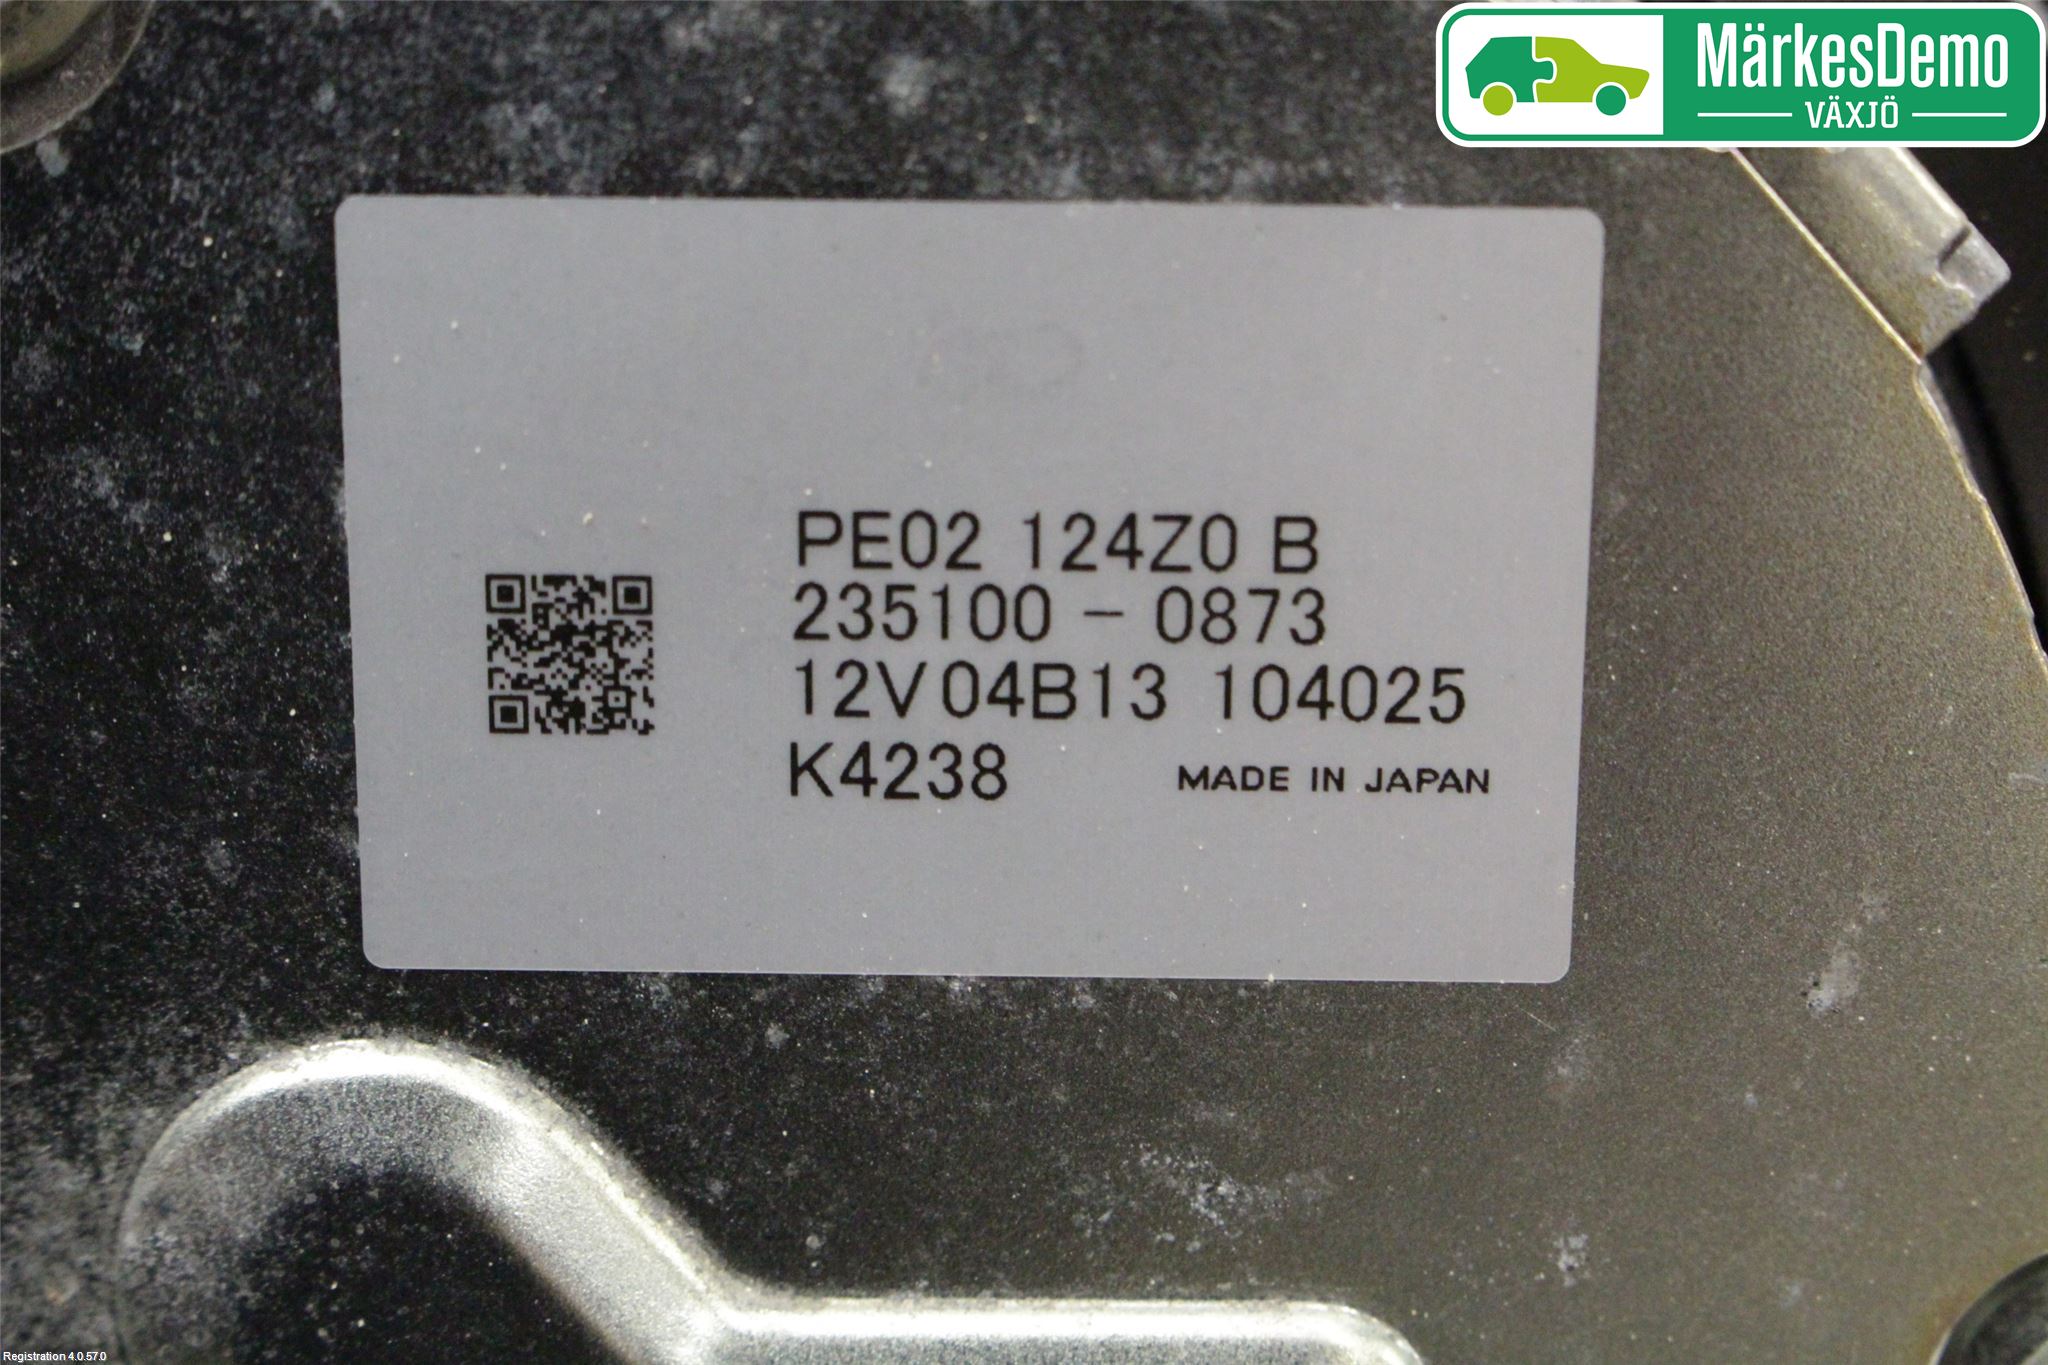 MärkesDemo
VÄXJÖ
PE02 124Z0 B
235100-0873
12V04B13 104025
K4238 MADE IN JAPAN
Registration 4.0.57.0